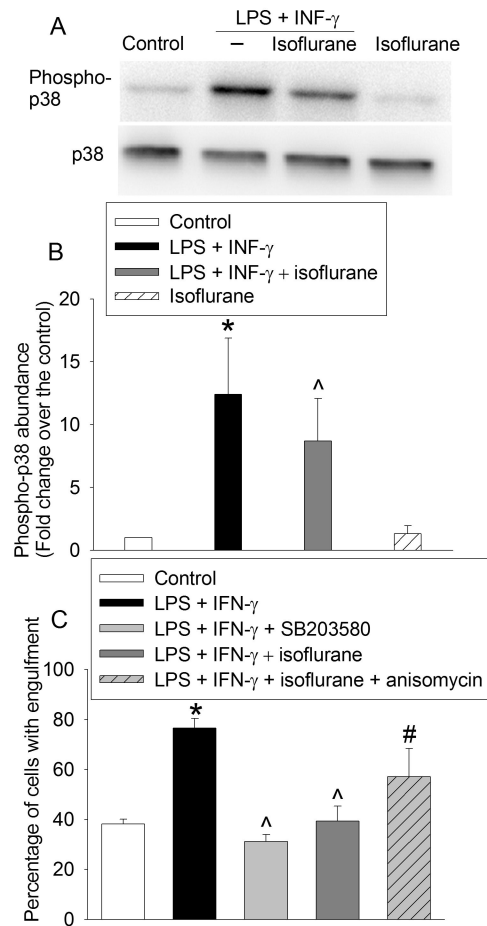 A
LPS + INF-γ
Control – Isoflurane Isoflurane
Phospho-
p38
p38
Control
LPS + INF-γ
LPS + INF-γ + isoflurane
Isoflurane
B
Phospho-p38 abundance
(Fold change over the control)
20
15
10
5
0
*
^
Control
LPS + IFN-γ
LPS + IFN-γ + SB203580
LPS + IFN-γ + isoflurane
LPS + IFN-γ + isoflurane + anisomycin
C
Percentage of cells with engulfment
100
80
60
40
20
0
*
^
^
#